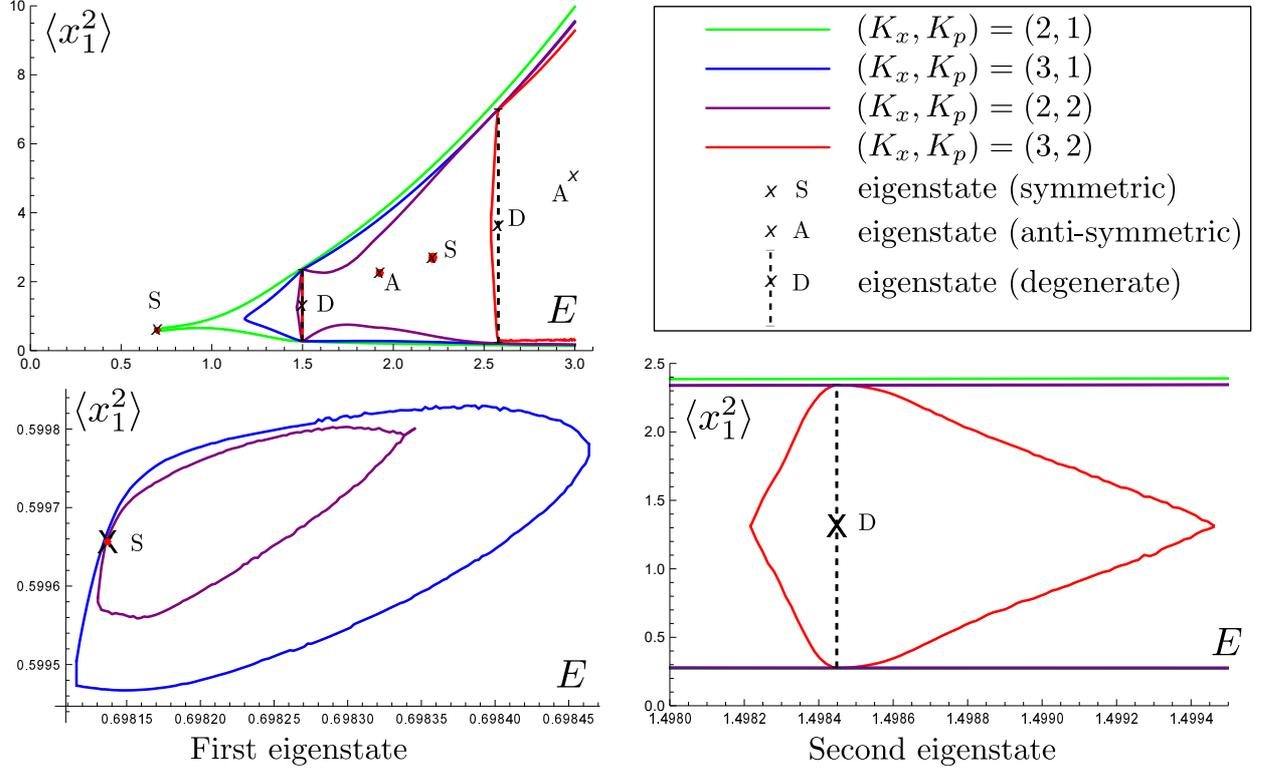 ⟨x₁²⟩
10
8
6
4
2
0
0.0 0.5 1.0 1.5 2.0 2.5 3.0
S
D
A
S
D
A
E
(Kₓ, Kₚ) = (2, 1)
(Kₓ, Kₚ) = (3, 1)
(Kₓ, Kₚ) = (2, 2)
(Kₓ, Kₚ) = (3, 2)
x S eigenstate (symmetric)
x A eigenstate (anti-symmetric)
x D eigenstate (degenerate)
⟨x₁²⟩
0.5998
0.5997
0.5996
0.5995
S
E
0.69815 0.69820 0.69825 0.69830 0.69835 0.69840 0.69845
First eigenstate
2.5
2.0
1.5
1.0
0.5
0.0
⟨x₁²⟩
D
E
1.4980 1.4982 1.4984 1.4986 1.4988 1.4990 1.4992 1.4994
Second eigenstate